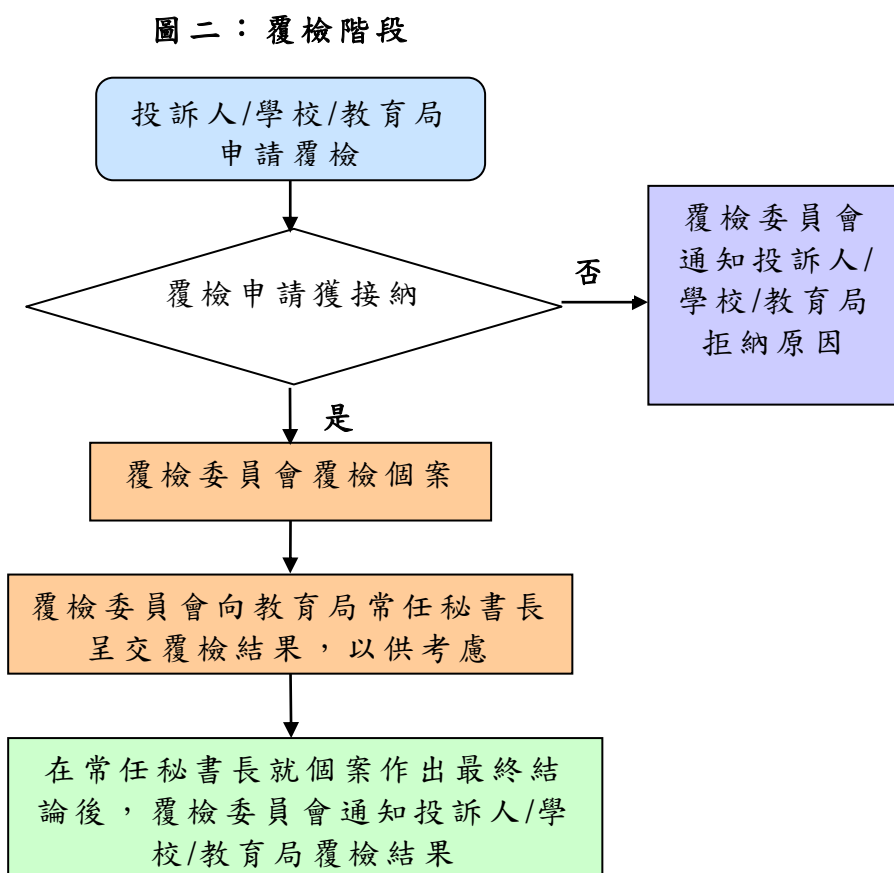 圖二：覆檢階段
投訴人/學校/教育局
申請覆檢
覆檢申請獲接納
否
覆檢委員會
通知投訴人/
學校/教育局
拒納原因
是
覆檢委員會覆檢個案
覆檢委員會向教育局常任秘書長
呈交覆檢結果，以供考慮
在常任秘書長就個案作出最終結
論後，覆檢委員會通知投訴人/學
校/教育局覆檢結果